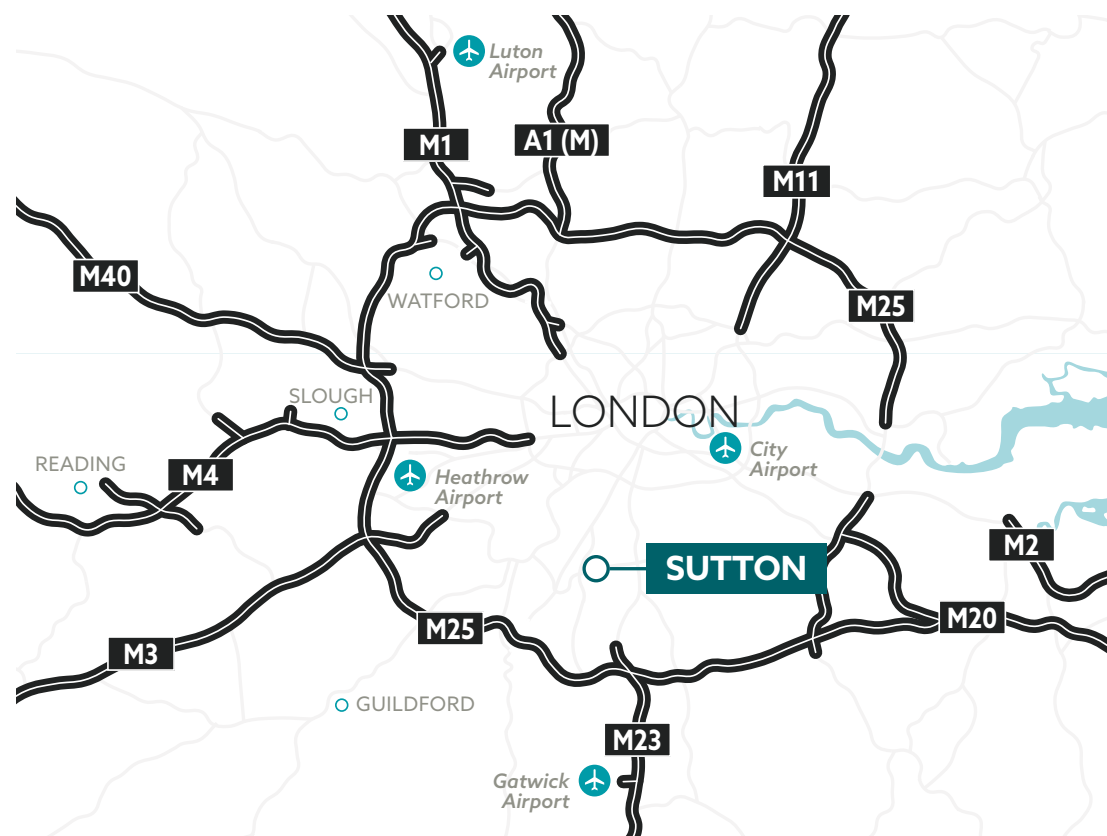 Luton
Airport
M1
A1 (M)
M11
M40
WATFORD
M25
SLOUGH
LONDON
READING
M4
Heathrow
Airport
City
Airport
M2
SUTTON
M20
M25
M3
GUILDFORD
M23
Gatwick
Airport